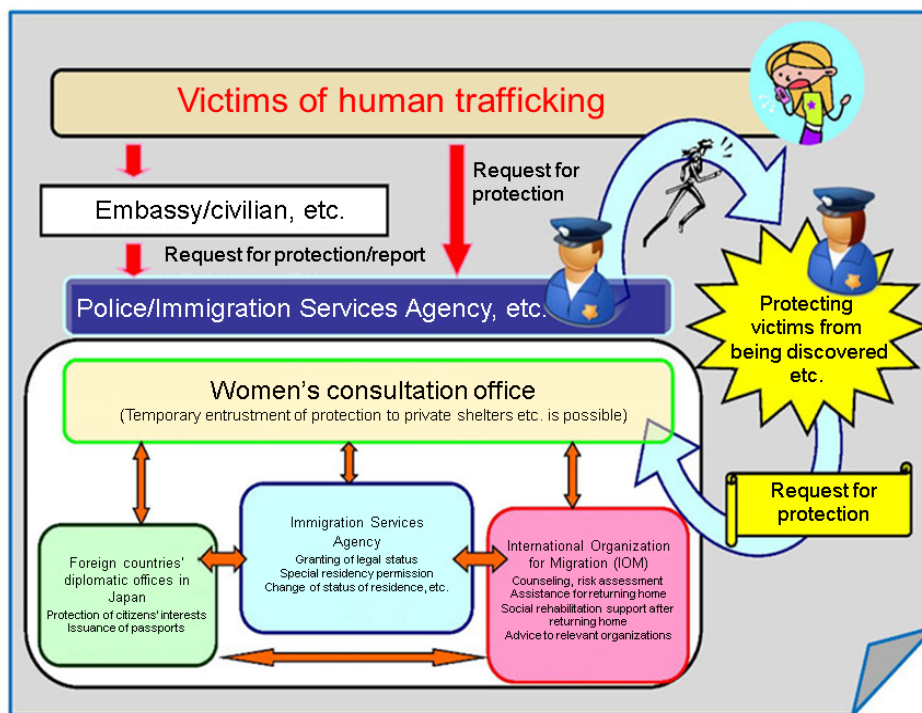 Victims of human trafficking
Request for
protection
Embassy/civilian, etc.
Request for protection/report
Police/Immigration Services Agency, etc.
Protecting
victims from
being discovered
etc.
Women's consultation office
(Temporary entrustment of protection to private shelters etc. is possible)
Request for
protection
Immigration Services
Agency
Granting of legal status
Special residency permission
Change of status of residence, etc.
Foreign countries'
diplomatic offices in
Japan
Protection of citizens' interests
Issuance of passports
International Organization
for Migration (IOM)
Counseling, risk assessment
Assistance for returning home
Social rehabilitation support after
returning home
Advice to relevant organizations